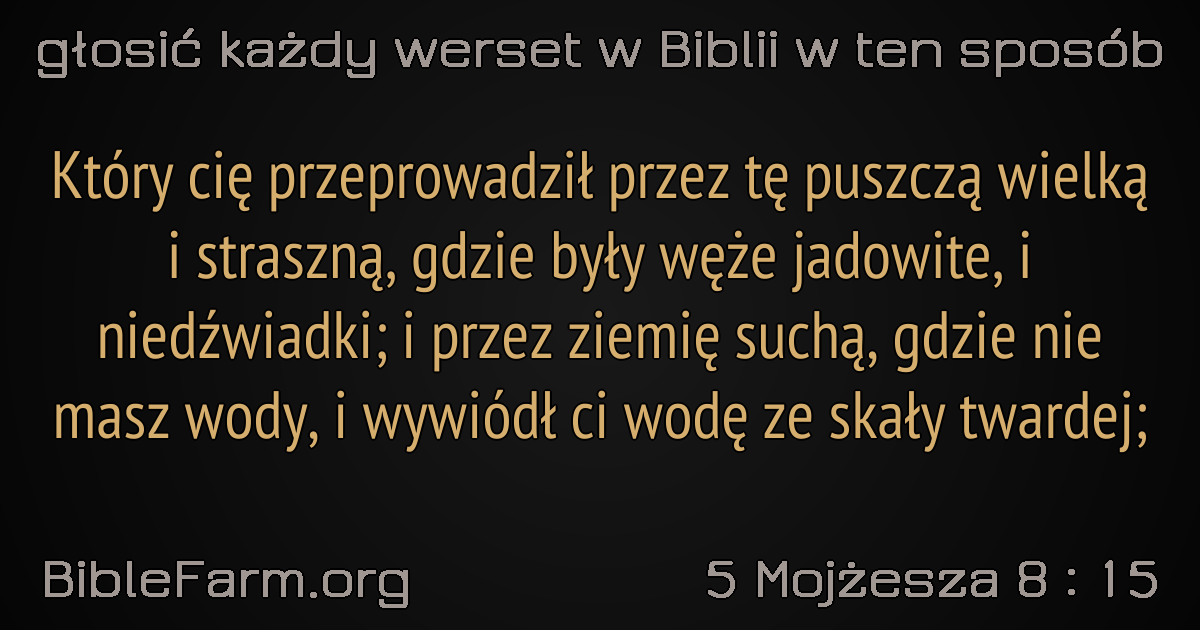 głosić każdy werset w Biblii w ten sposób
Który cię przeprowadził przez tę puszczą wielką
i straszną, gdzie były węże jadowite, i
niedźwiadki; i przez ziemię suchą, gdzie nie
masz wody, i wywiódł ci wodę ze skały twardej;
BibleFarm.org
5 Mojżesza 8 : 15